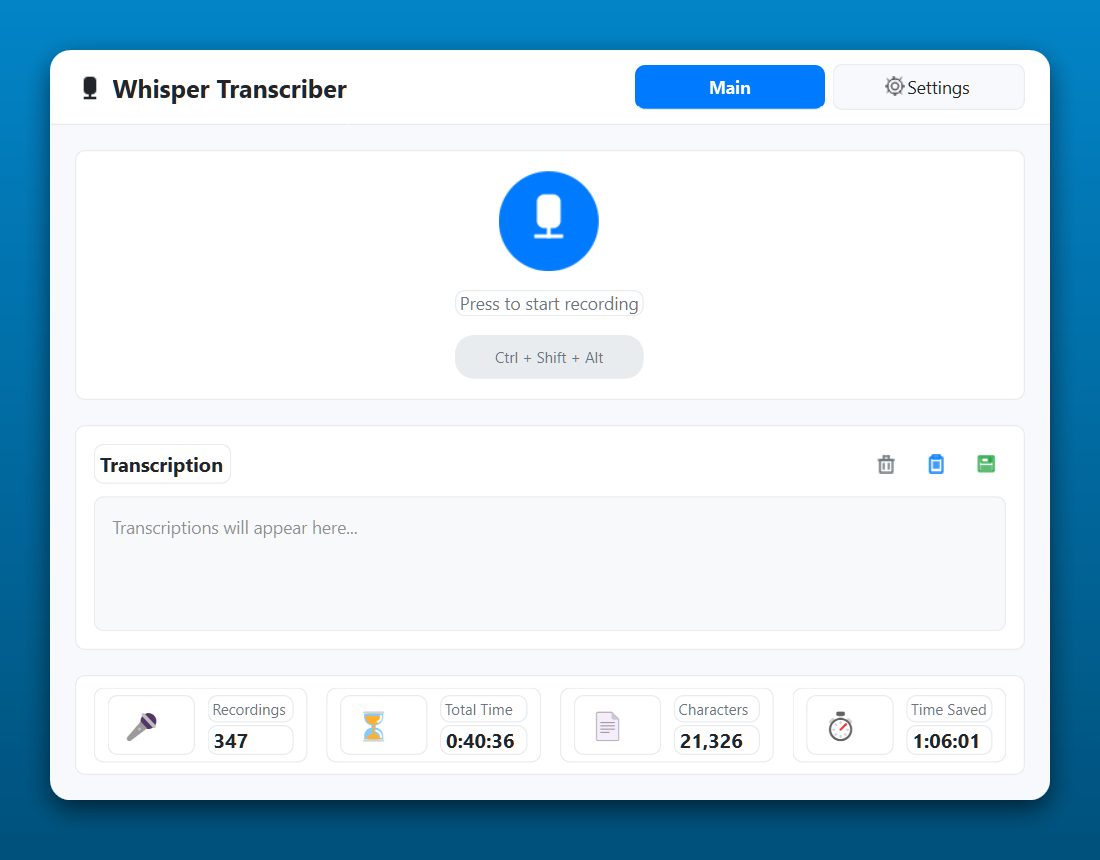 Whisper Transcriber
Main
Settings
Press to start recording
Ctrl + Shift + Alt
Transcription
Transcriptions will appear here...
Recordings
347
Total Time
0:40:36
Characters
21,326
Time Saved
1:06:01